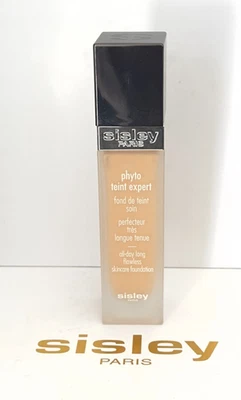 sisley
PARIS
phyto
teint expert
fond de teint
soin
perfecteur
très
longue tenue
all-day long
flawless
skincare foundation
sisley
PARIS
sisley
PARIS